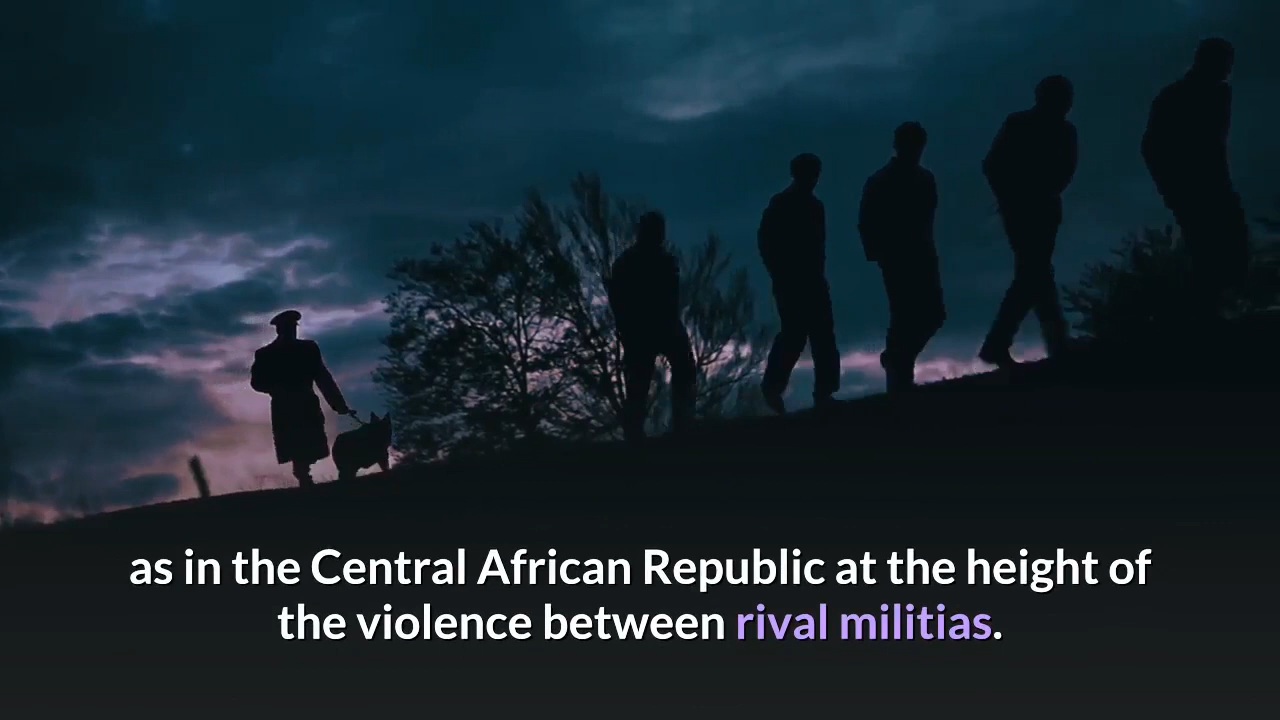 as in the Central African Republic at the height of
the violence between rival militias.